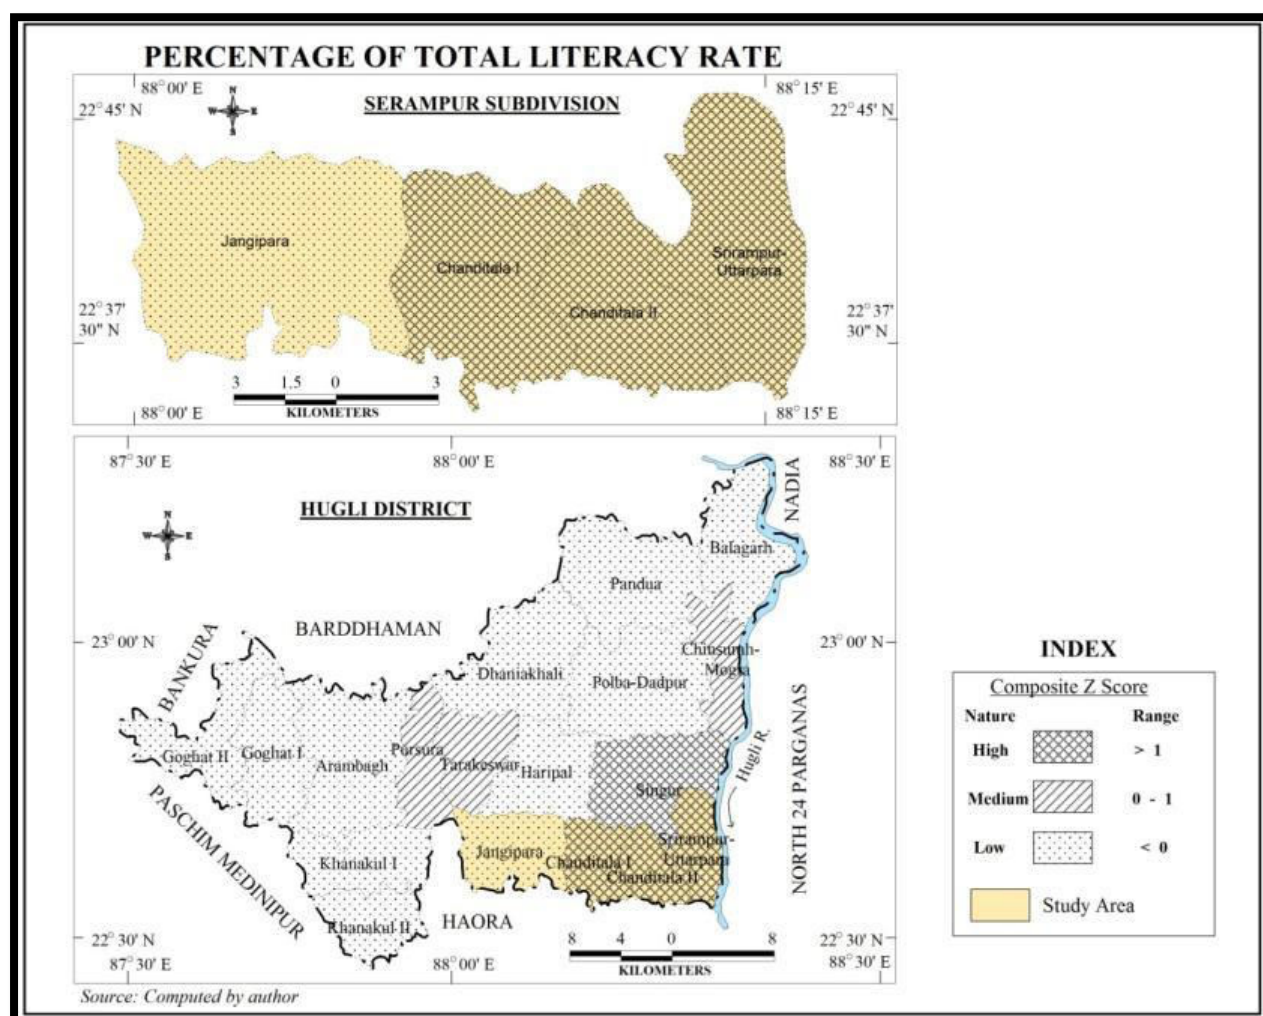 PERCENTAGE OF TOTAL LITERACY RATE
88° 00' E
88° 15' E
22° 45' N
N
W E
S
SERAMPUR SUBDIVISION
22° 45' N
Jangipara
Chanditala I
Srirampur-
Uttarpara
Chanditala II
22° 37'
30" N
22° 37'
30" N
3 1.5 0 3
KILOMETERS
88° 00' E
88° 15' E
87° 30' E
88° 00' E
88° 30' E
NADIA
HUGLI DISTRICT
N
W E
S
Balagarh
Pandua
BARDDHAMAN
23° 00' N
23° 00' N
BANKURA
Chinsurah-
Mogra
Dhaniakhali
Polba-Dadpur
Goghat II
Goghat I
Arambagh
Pursura
Tarakeswar
Haripal
Singur
Hugli R.
NORTH 24 PARGANAS
PASCHIM MEDINIPUR
Srirampur-
Uttarpara
Jangipara
Chanditala I
Chanditala II
Khanakul I
Khanakul II
HAORA
22° 30' N
22° 30' N
8 4 0 8
KILOMETERS
87° 30' E
88° 00' E
88° 30' E
Source: Computed by author
INDEX
Composite Z Score
Nature Range
High > 1
Medium 0 - 1
Low < 0
Study Area